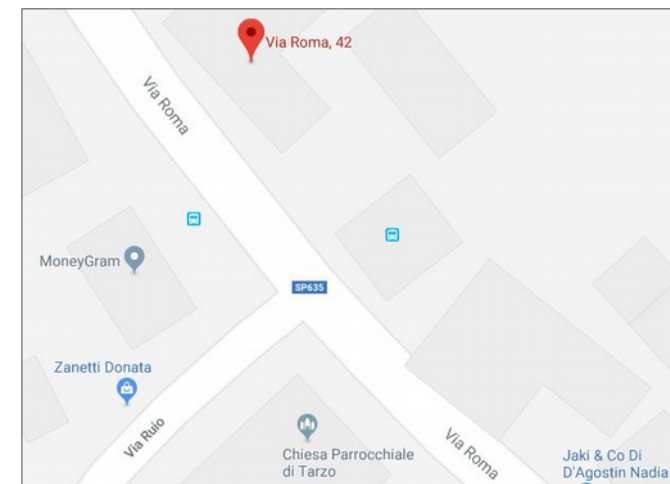 Via Roma, 42
Via Roma
MoneyGram
SP635
Zanetti Donata
Via Ruio
Chiesa Parrocchiale
di Tarzo
Via Roma
Jaki & Co Di
D'Agostin Nadia